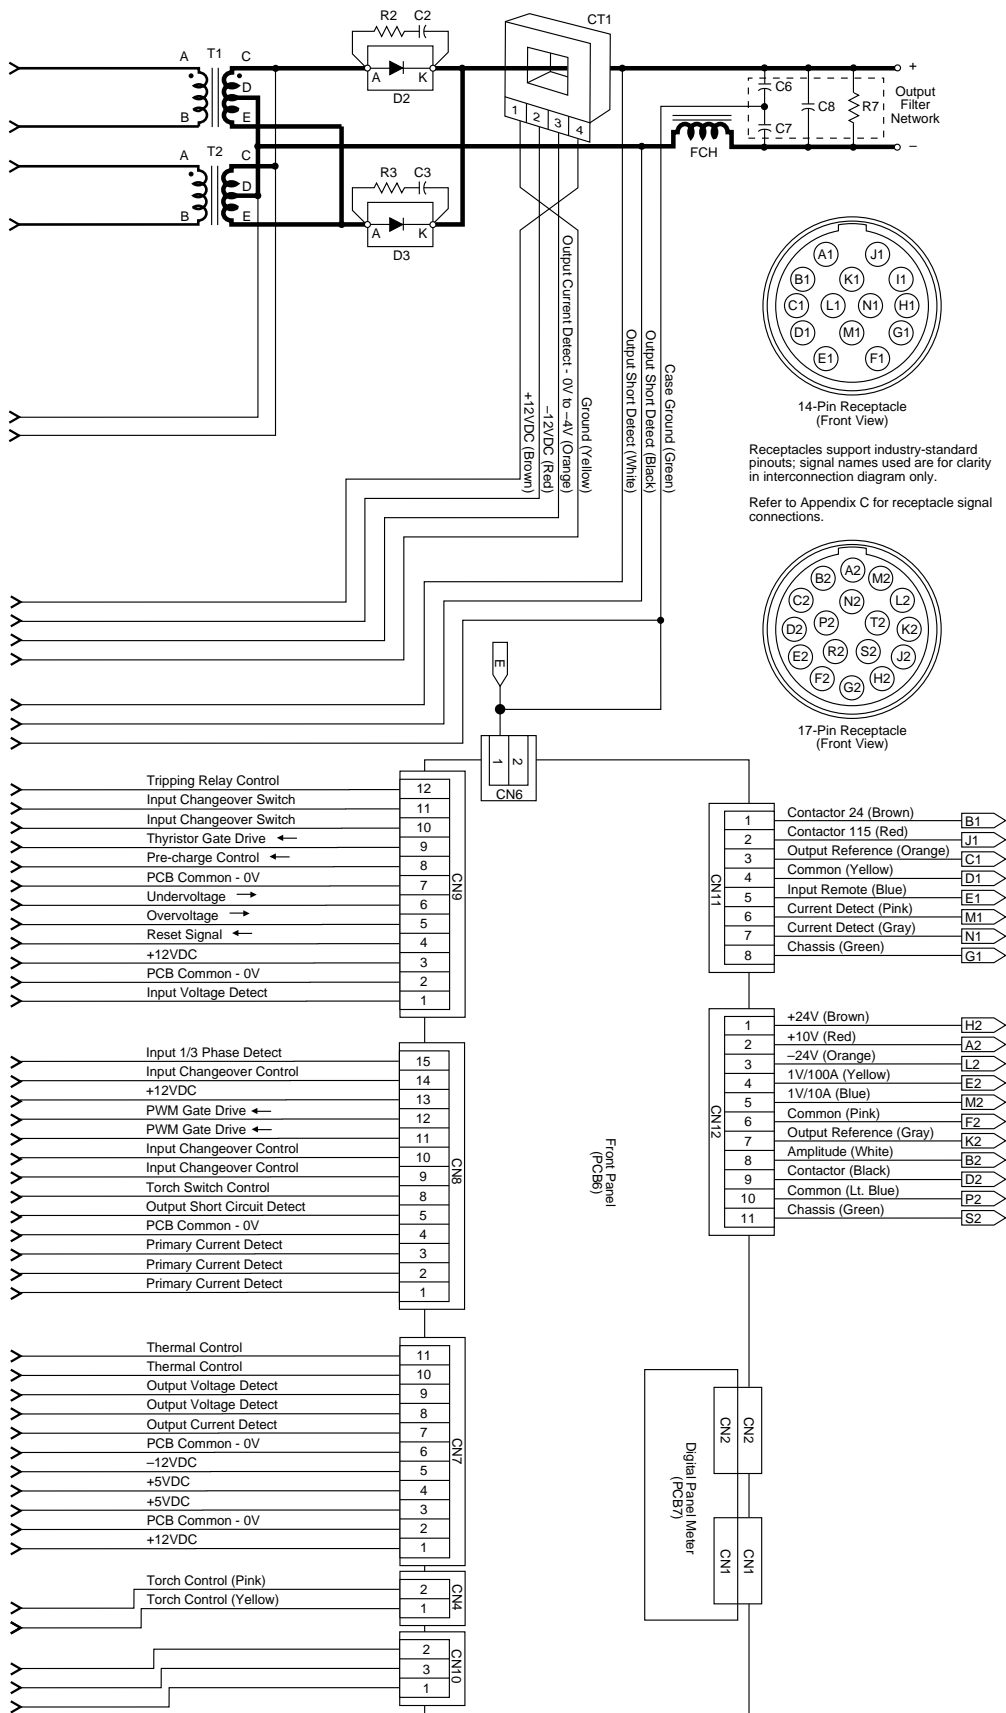 R2 C2
CT1
A T1 C
D
B E
A K
D2
1 2 3 4
+
C6
C7
C8
R7
Output
Filter
Network
–
FCH
A T2 C
D
B E
R3 C3
A K
D3
+12VDC (Brown)
–12VDC (Red)
Output Current Detect - 0V to –4V (Orange)
Ground (Yellow)
Output Short Detect (White)
Output Short Detect (Black)
Case Ground (Green)
A1 J1
B1 K1 I1
C1 L1 N1 H1
D1 M1 G1
E1 F1
14-Pin Receptacle
(Front View)
Receptacles support industry-standard
pinouts; signal names used are for clarity
in interconnection diagram only.
Refer to Appendix C for receptacle signal
connections.
B2 A2 M2
C2 N2 L2
D2 P2 T2 K2
E2 R2 S2 J2
F2 G2 H2
17-Pin Receptacle
(Front View)
E
1 2
CN6
Tripping Relay Control 12
Input Changeover Switch 11
Input Changeover Switch 10
Thyristor Gate Drive ← 9
Pre-charge Control ← 8
PCB Common - 0V 7
Undervoltage → 6
Overvoltage → 5
Reset Signal ← 4
+12VDC 3
PCB Common - 0V 2
Input Voltage Detect 1
CN9
Input 1/3 Phase Detect 15
Input Changeover Control 14
+12VDC 13
PWM Gate Drive ← 12
PWM Gate Drive ← 11
Input Changeover Control 10
Input Changeover Control 9
Torch Switch Control 8
Output Short Circuit Detect 5
PCB Common - 0V 4
Primary Current Detect 3
Primary Current Detect 2
Primary Current Detect 1
CN8
Thermal Control 11
Thermal Control 10
Output Voltage Detect 9
Output Voltage Detect 8
Output Current Detect 7
PCB Common - 0V 6
–12VDC 5
+5VDC 4
+5VDC 3
PCB Common - 0V 2
+12VDC 1
CN7
Torch Control (Pink) 2
Torch Control (Yellow) 1
CN4
2
3
1
CN10
Front Panel
(PCB6)
1 Contactor 24 (Brown) B1
2 Contactor 115 (Red) J1
3 Output Reference (Orange) C1
4 Common (Yellow) D1
5 Input Remote (Blue) E1
6 Current Detect (Pink) M1
7 Current Detect (Gray) N1
8 Chassis (Green) G1
CN11
1 +24V (Brown) H2
2 +10V (Red) A2
3 –24V (Orange) L2
4 1V/100A (Yellow) E2
5 1V/10A (Blue) M2
6 Common (Pink) F2
7 Output Reference (Gray) K2
8 Amplitude (White) B2
9 Contactor (Black) D2
10 Common (Lt. Blue) P2
11 Chassis (Green) S2
CN12
Digital Panel Meter
(PCB7)
CN2 CN2
CN1 CN1